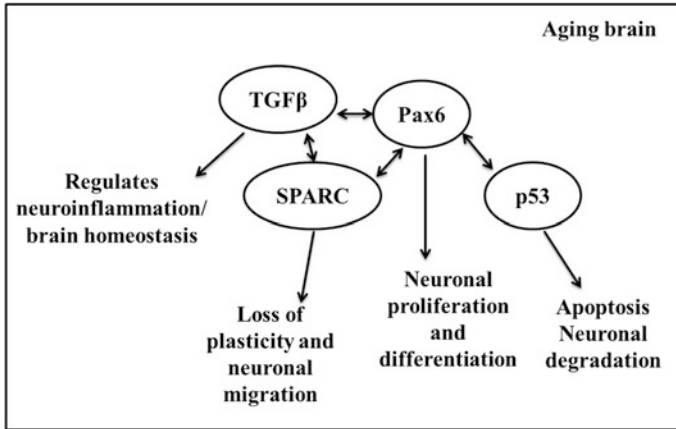 Aging brain
TGFβ
Pax6
SPARC
p53
Regulates
neuroinflammation/
brain homeostasis
Loss of
plasticity and
neuronal
migration
Neuronal
proliferation
and
differentiation
Apoptosis
Neuronal
degradation